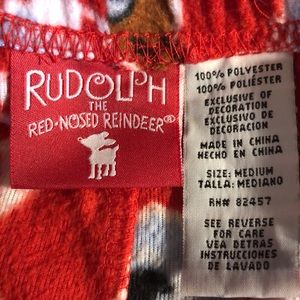 RUDOLPH
THE
RED-NOSED REINDEER®
100% POLYESTER
100% POLIÉSTER
EXCLUSIVE OF
DECORATION
EXCLUSIVO DE
DECORACIÓN
MADE IN CHINA
HECHO EN CHINA
SIZE: MEDIUM
TALLA: MEDIANO
RN# 82457
SEE REVERSE
FOR CARE
VEA DETRAS
INSTRUCCIONES
DE LAVADO